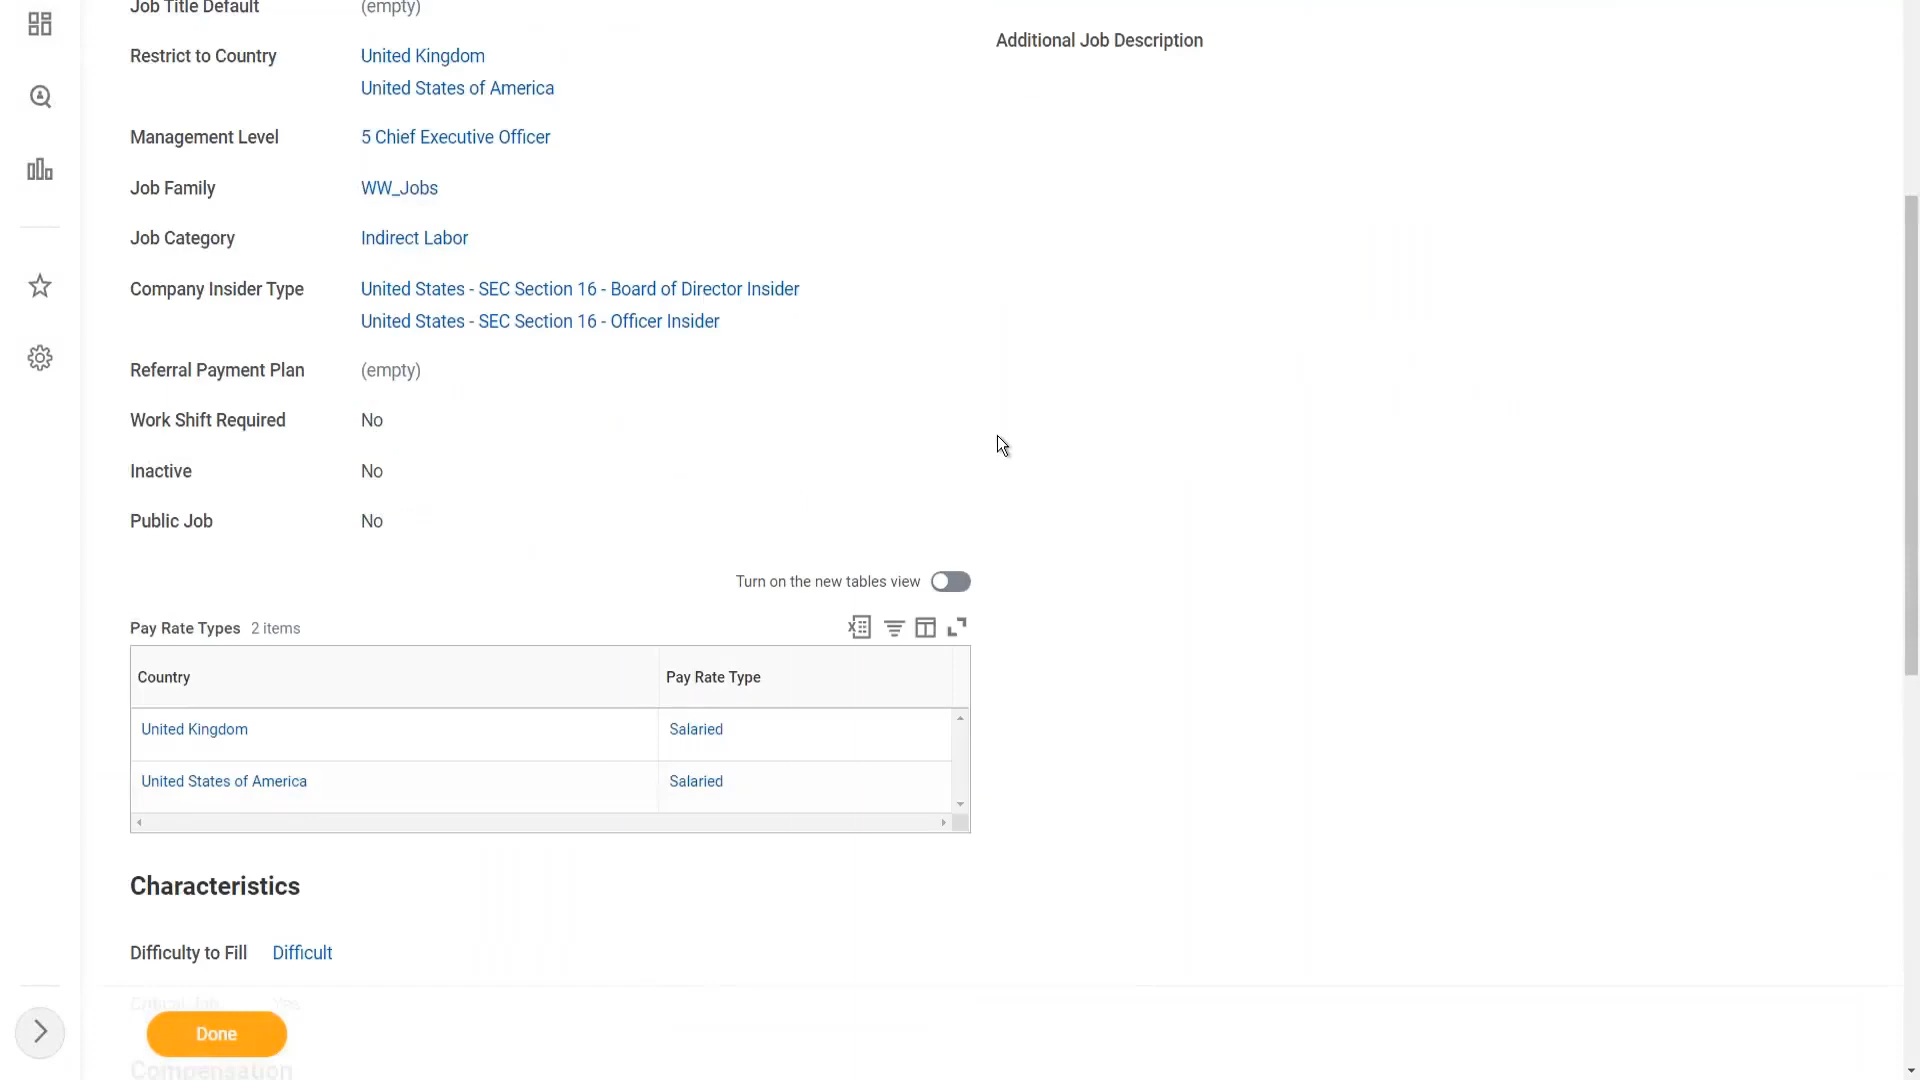 Job Title Default (empty)
Additional Job Description
Restrict to Country United Kingdom
United States of America
Management Level 5 Chief Executive Officer
Job Family WW_Jobs
Job Category Indirect Labor
Company Insider Type United States - SEC Section 16 - Board of Director Insider
United States - SEC Section 16 - Officer Insider
Referral Payment Plan (empty)
Work Shift Required No
Inactive No
Public Job No
Turn on the new tables view
Pay Rate Types 2 items
Country Pay Rate Type
United Kingdom Salaried
United States of America Salaried
Characteristics
Difficulty to Fill Difficult
Critical Job Yes
Done
Compensation